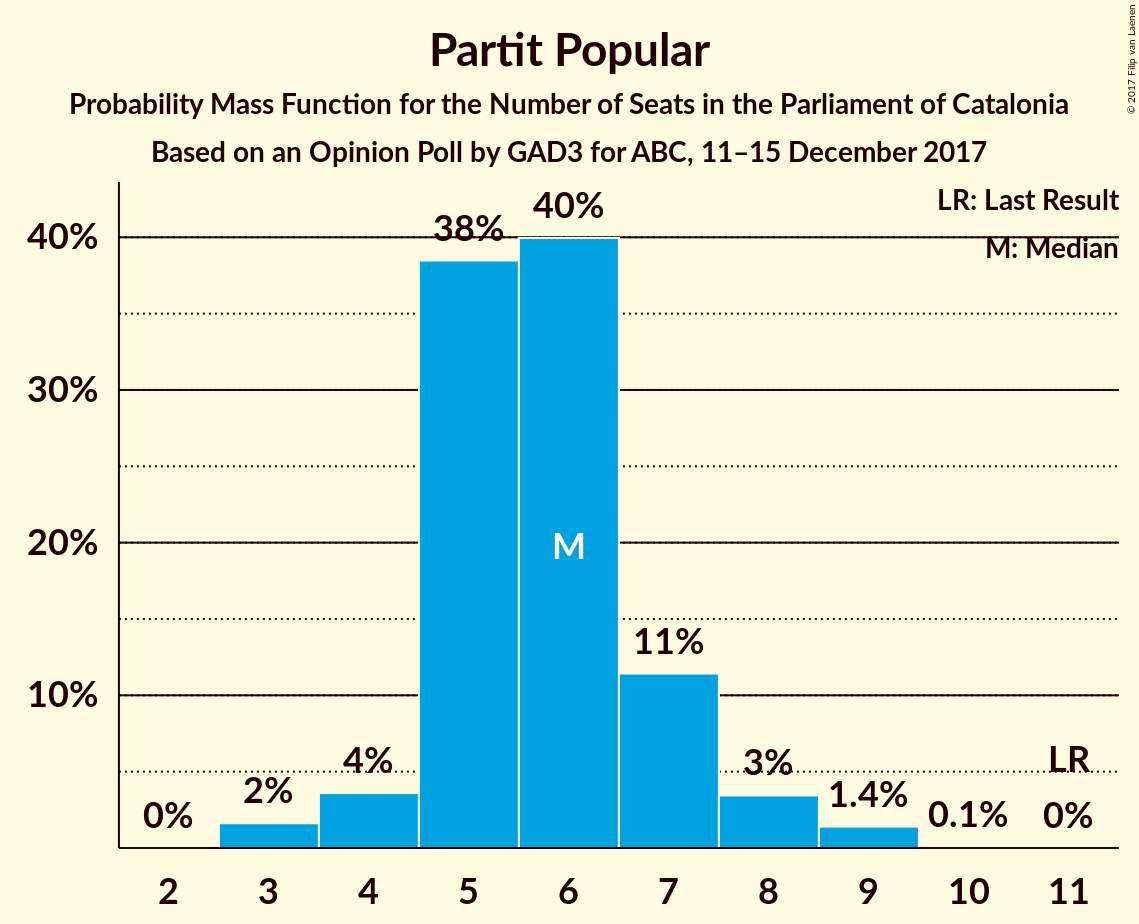 Partit Popular
Probability Mass Function for the Number of Seats in the Parliament of Catalonia
Based on an Opinion Poll by GAD3 for ABC, 11–15 December 2017
© 2017 Filip van Laenen
LR: Last Result
M: Median
40%
30%
20%
10%
0%
2%
4%
38%
40%
M
11%
3%
1.4%
0.1%
LR
0%
2 3 4 5 6 7 8 9 10 11